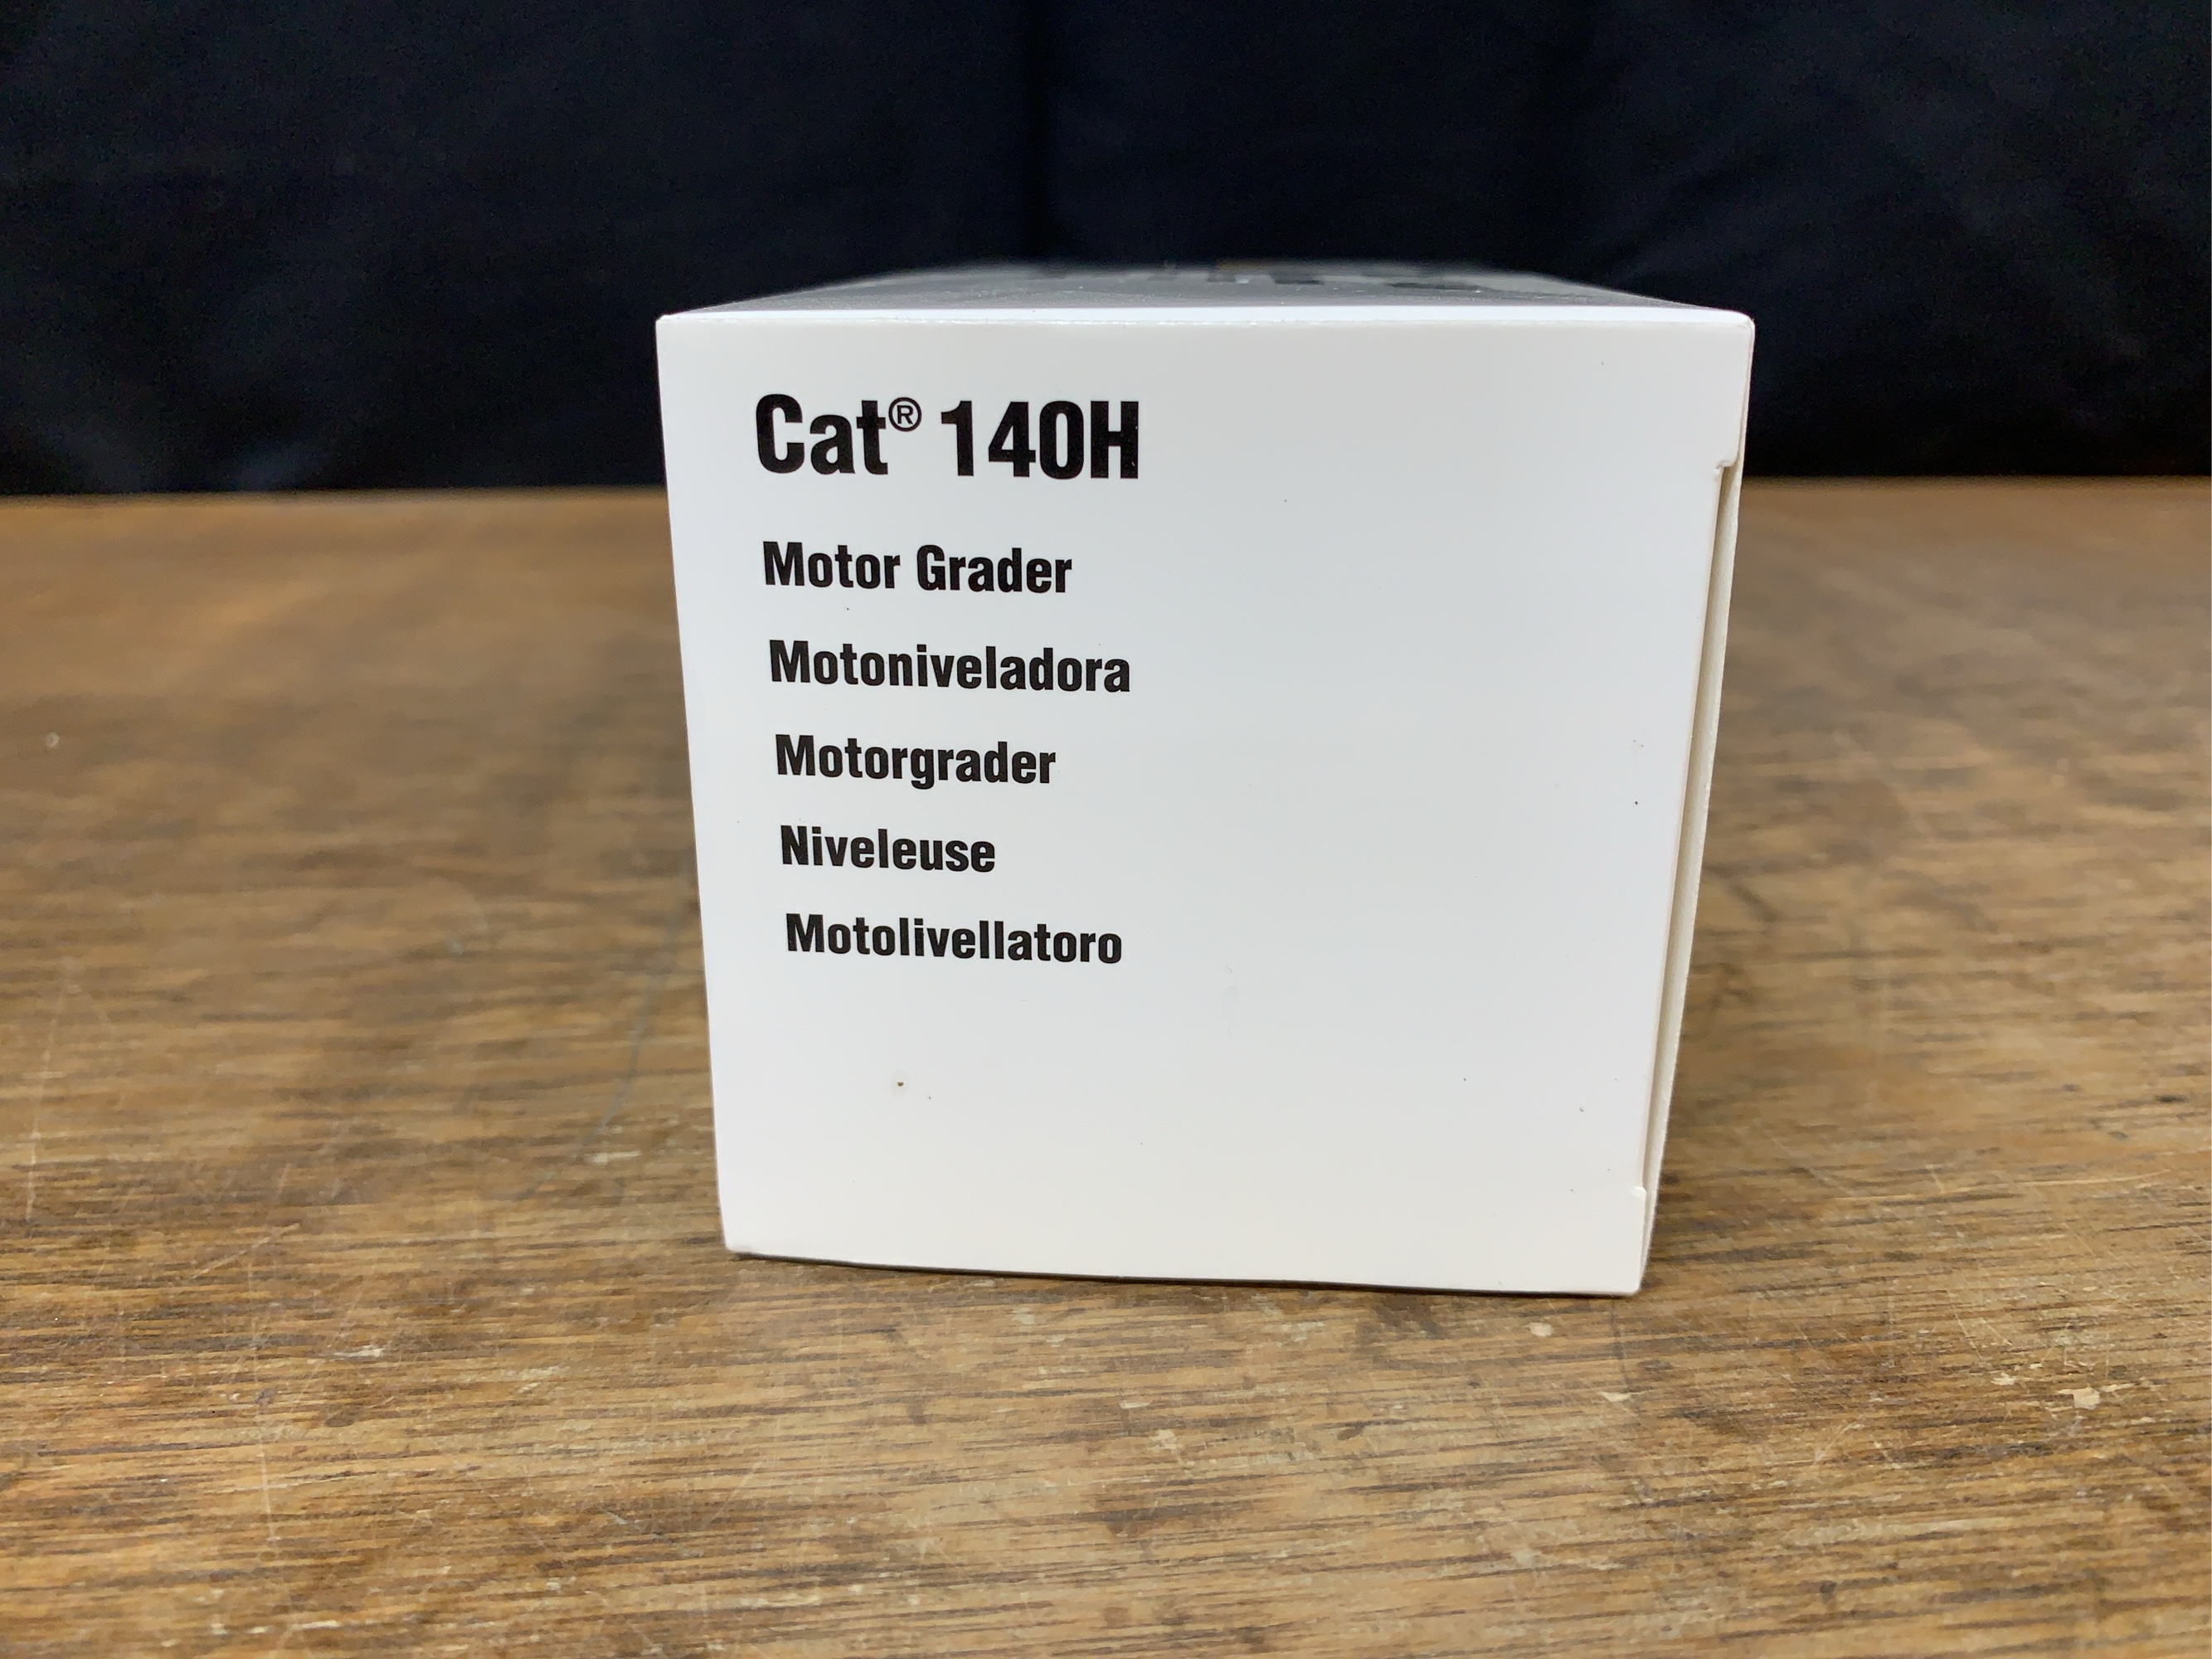 Cat® 140H
Motor Grader
Motoniveladora
Motorgrader
Niveleuse
Motolivellatoro